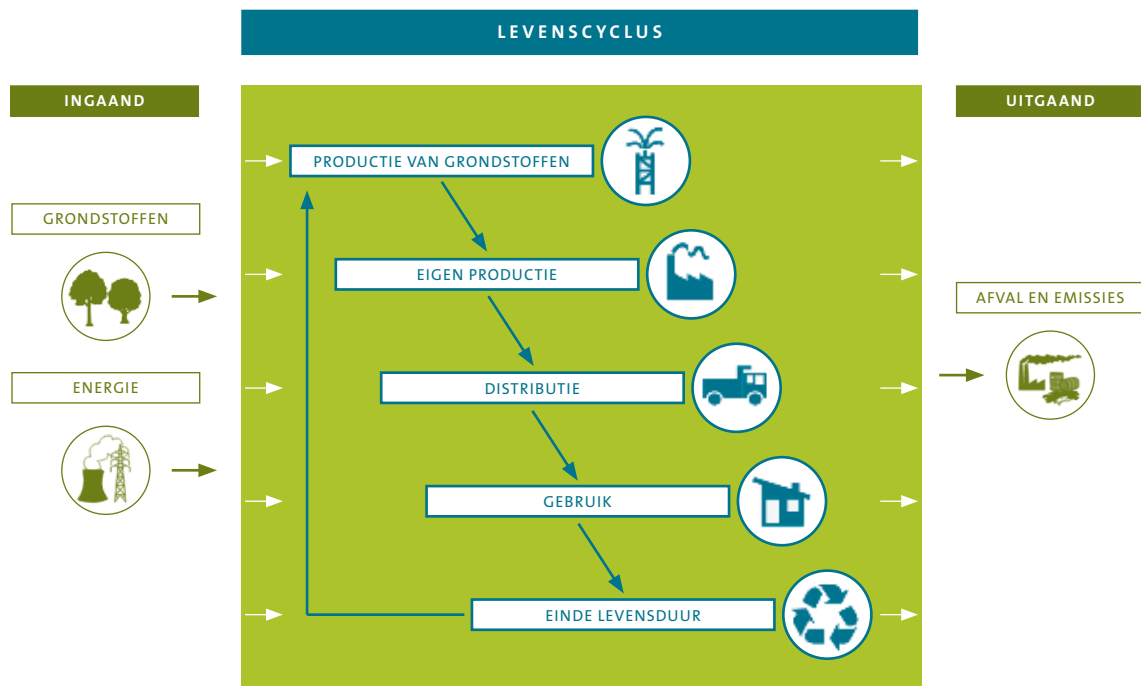 LEVENSCYCLUS
INGAAND
UITGAAND
PRODUCTIE VAN GRONDSTOFFEN
GRONDSTOFFEN
EIGEN PRODUCTIE
AFVAL EN EMISSIES
ENERGIE
DISTRIBUTIE
GEBRUIK
EINDE LEVENSDUUR